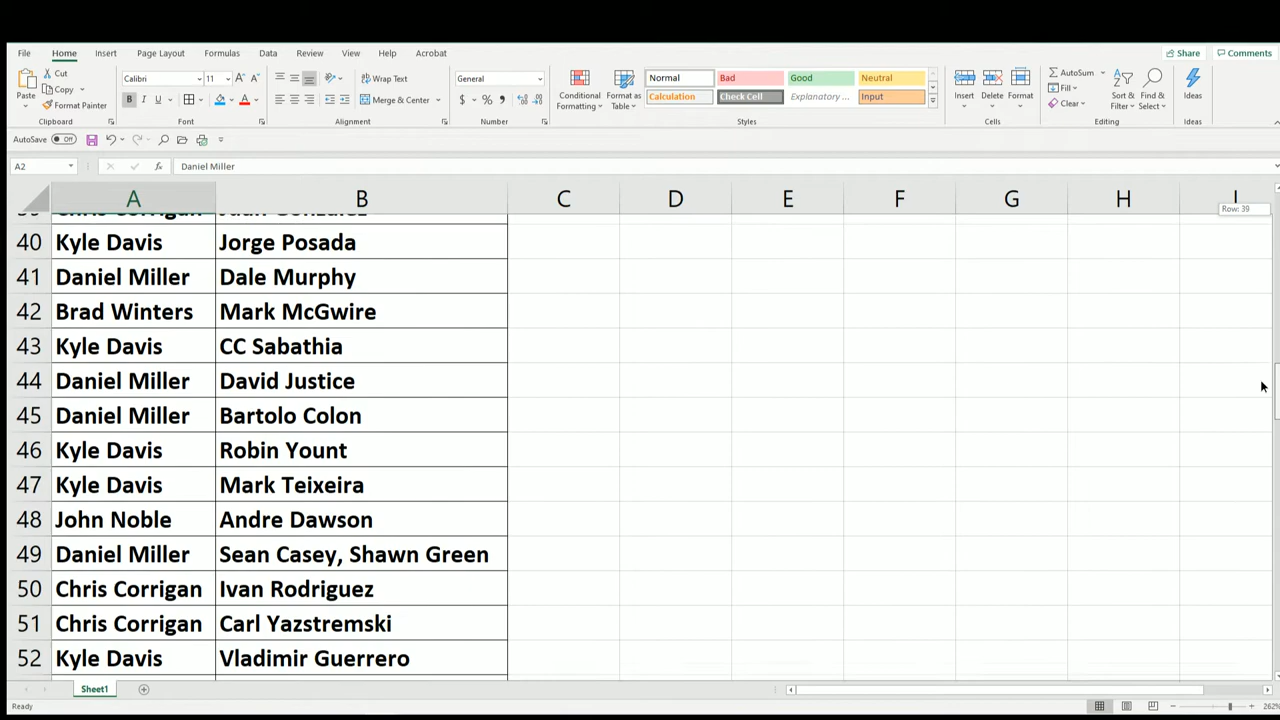 File Home Insert Page Layout Formulas Data Review View Help Acrobat Share Comments
Paste Cut Copy Format Painter Calibri 11 Wrap Text Merge & Center General Conditional Formatting Format as Table Normal Bad Good Neutral Calculation Check Cell Explanatory ... Input Insert Delete Format AutoSum Fill Clear Sort & Filter Find & Select Ideas
Clipboard Font Alignment Number Styles Cells Editing Ideas
AutoSave Off
A2 fx Daniel Miller
A B C D E F G H I
Row: 39
40 Kyle Davis Jorge Posada
41 Daniel Miller Dale Murphy
42 Brad Winters Mark McGwire
43 Kyle Davis CC Sabathia
44 Daniel Miller David Justice
45 Daniel Miller Bartolo Colon
46 Kyle Davis Robin Yount
47 Kyle Davis Mark Teixeira
48 John Noble Andre Dawson
49 Daniel Miller Sean Casey, Shawn Green
50 Chris Corrigan Ivan Rodriguez
51 Chris Corrigan Carl Yazstremski
52 Kyle Davis Vladimir Guerrero
Sheet1
Ready 262%